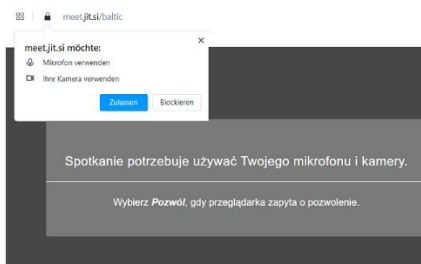 meet.jit.si/baltic
meet.jit.si möchte:
Mikrofon verwenden
Ihre Kamera verwenden
Zulassen Blockieren
Spotkanie potrzebuje używać Twojego mikrofonu i kamery.
Wybierz Pozwól, gdy przeglądarka zapyta o pozwolenie.